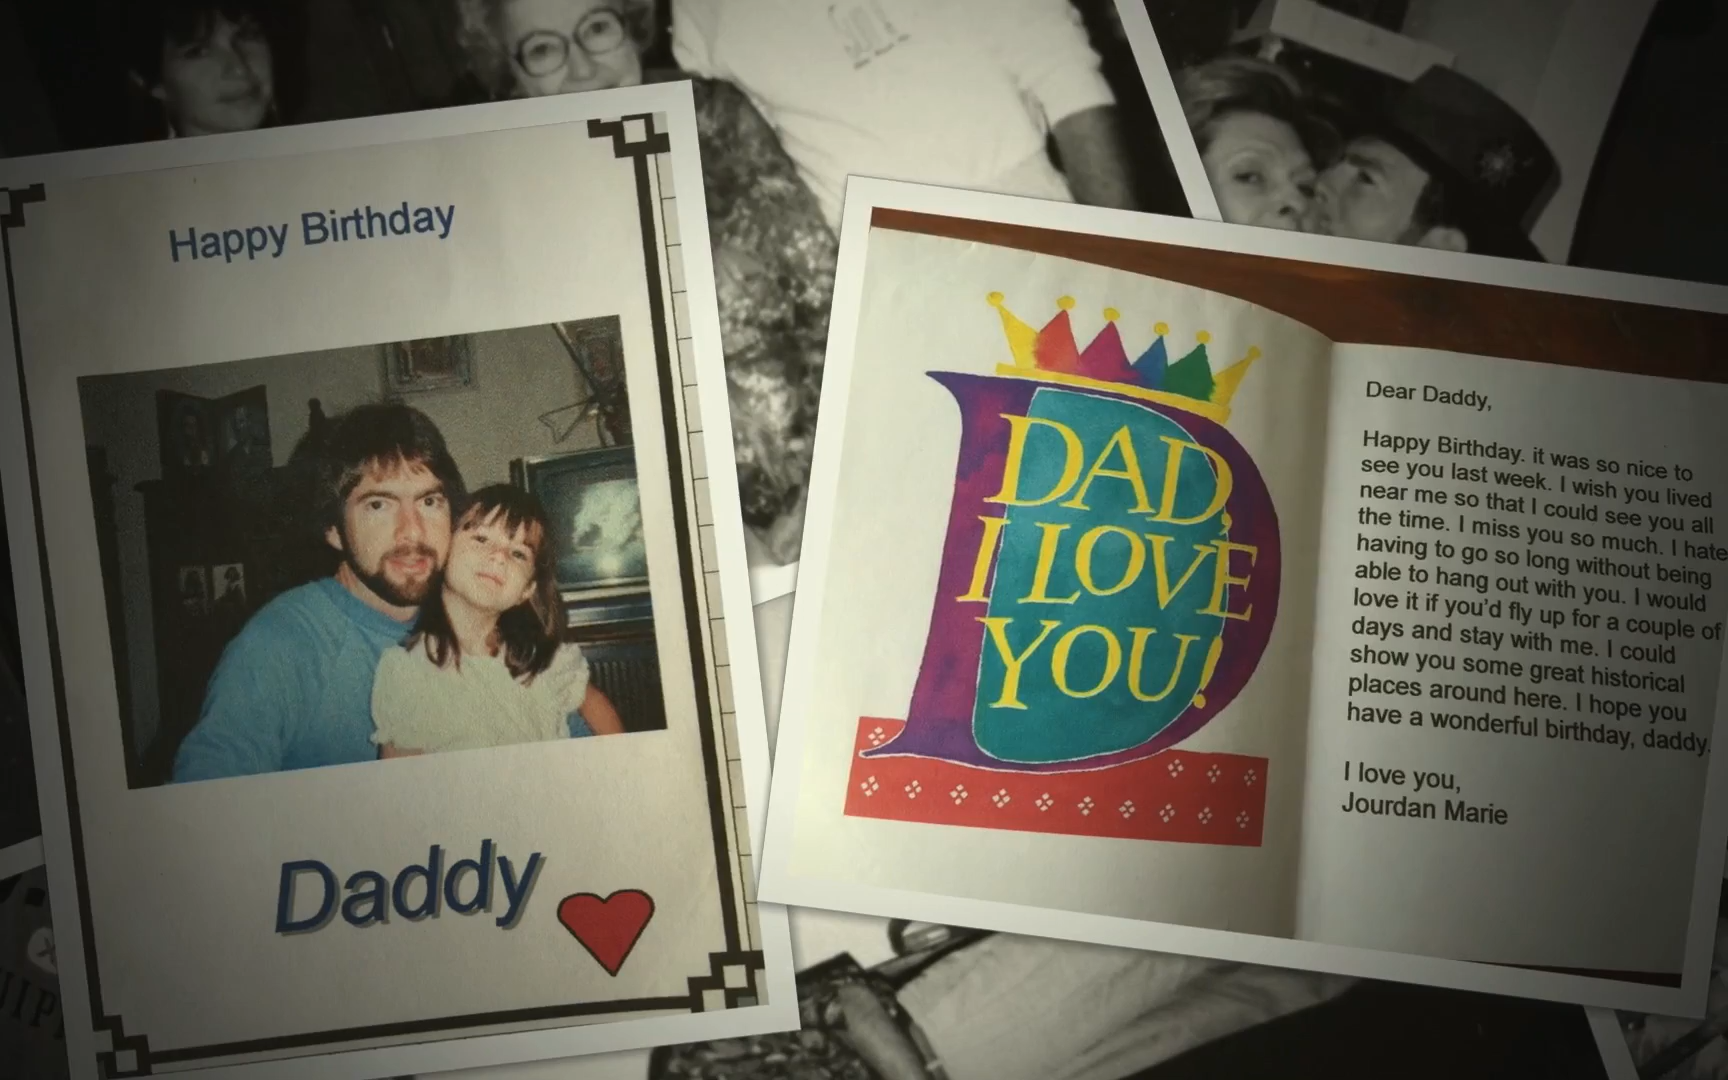 Happy Birthday
Daddy
DAD,
I LOVE
YOU!
Dear Daddy,
Happy Birthday. it was so nice to
see you last week. I wish you lived
near me so that I could see you all
the time. I miss you so much. I hate
having to go so long without being
able to hang out with you. I would
love it if you'd fly up for a couple of
days and stay with me. I could
show you some great historical
places around here. I hope you
have a wonderful birthday, daddy.
I love you,
Jourdan Marie